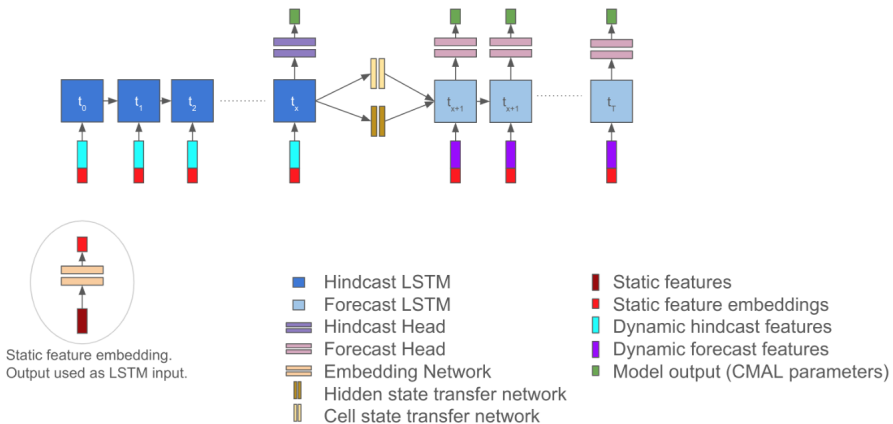 t0
t1
t2
tx
tx+1
tx+1
tT
Static feature embedding.
Output used as LSTM input.
Hindcast LSTM
Forecast LSTM
Hindcast Head
Forecast Head
Embedding Network
Hidden state transfer network
Cell state transfer network
Static features
Static feature embeddings
Dynamic hindcast features
Dynamic forecast features
Model output (CMAL parameters)